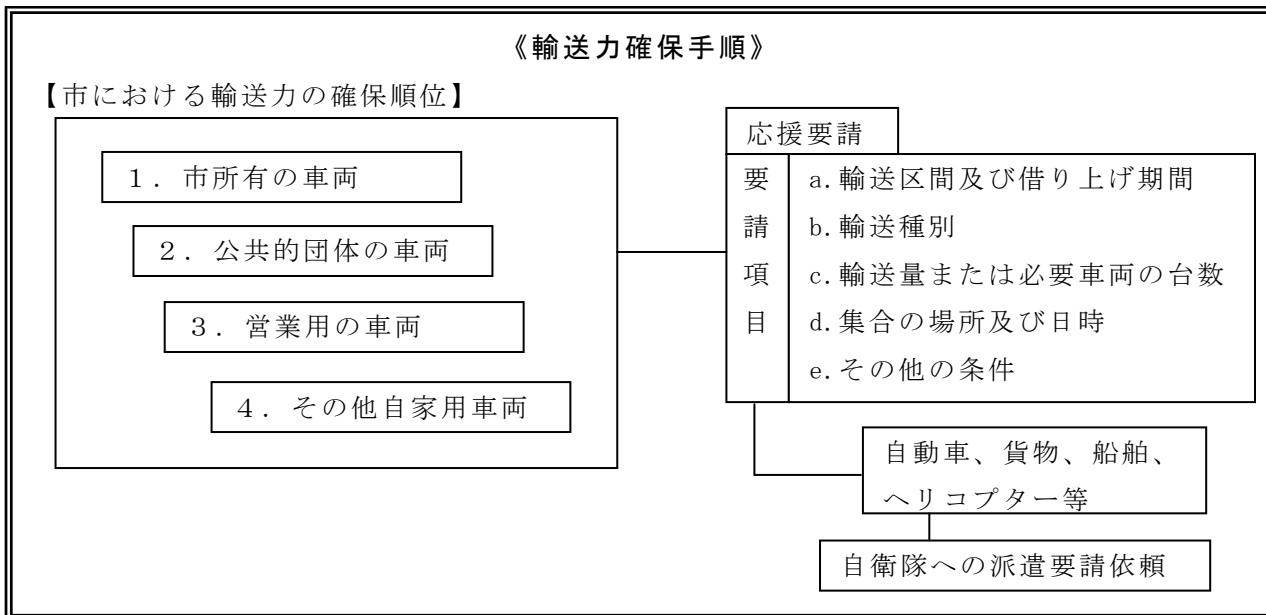 《輸送力確保手順》
【市における輸送力の確保順位】
1. 市所有の車両
2. 公共的団体の車両
3. 営業用の車両
4. その他自家用車両
応援要請
要請項目
a.輸送区間及び借り上げ期間
b.輸送種別
c.輸送量または必要車両の台数
d.集合の場所及び日時
e.その他の条件
自動車、貨物、船舶、
ヘリコプター等
自衛隊への派遣要請依頼